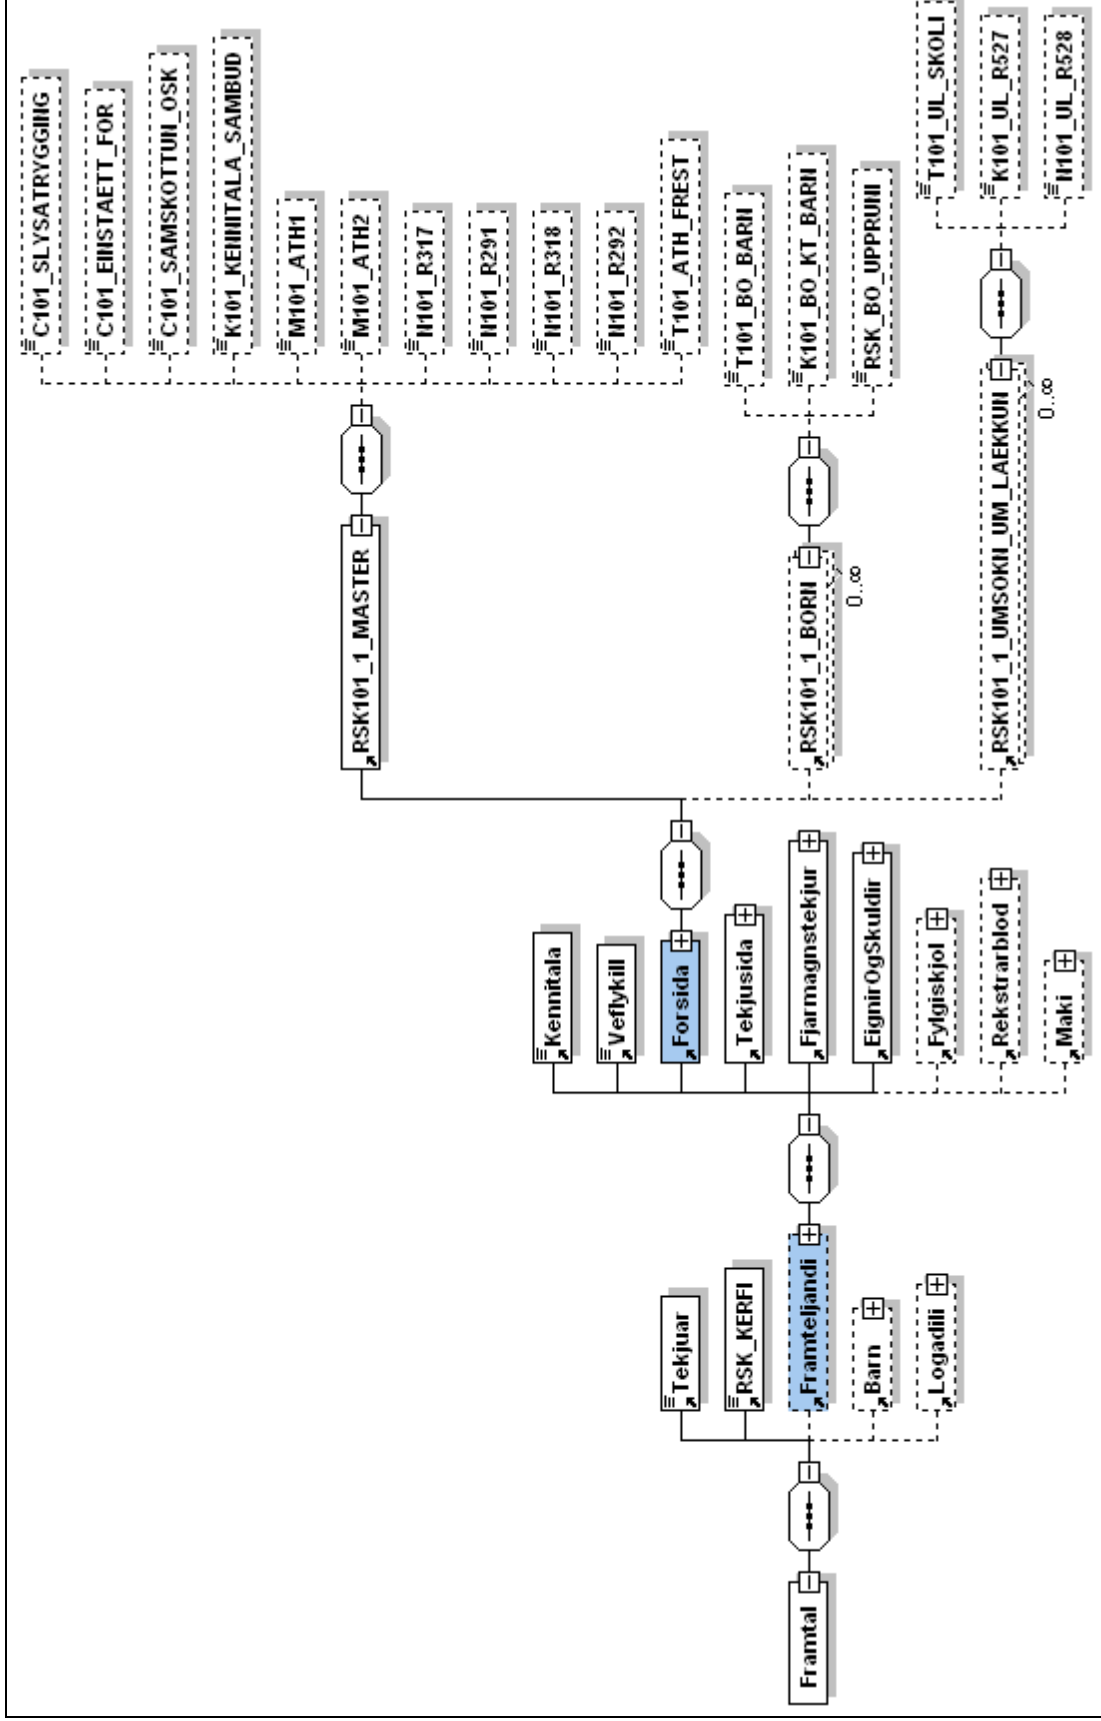 Framtal
Tekjuar
RSK_KERFI
Framteljandi
Barn
Logadili
Kennitala
Veflykill
Forsida
Tekjusida
Fjarmagnstekjur
EignirOgSkuldir
Fylgiskjol
Rekstrarblod
Maki
RSK101_1_MASTER
C101_SLYSATRYGGING
C101_EINSTAETT_FOR
C101_SAMSKOTTUN_OSK
K101_KENNITALA_SAMBUD
M101_ATH1
M101_ATH2
N101_R317
N101_R291
N101_R318
N101_R292
T101_ATH_FREST
RSK101_1_BORN
0..∞
T101_BO_BARN
K101_BO_KT_BARN
RSK_BO_UPPRUNI
RSK101_1_UMSOKN_UM_LAEKKUN
0..∞
T101_UL_SKOLI
K101_UL_R527
N101_UL_R528